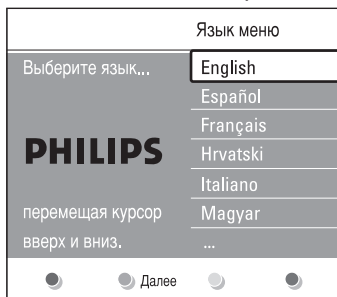 Язык меню
Выберите язык...
PHILIPS
перемещая курсор
вверх и вниз.
English
Español
Français
Hrvatski
Italiano
Magyar
...
Далее